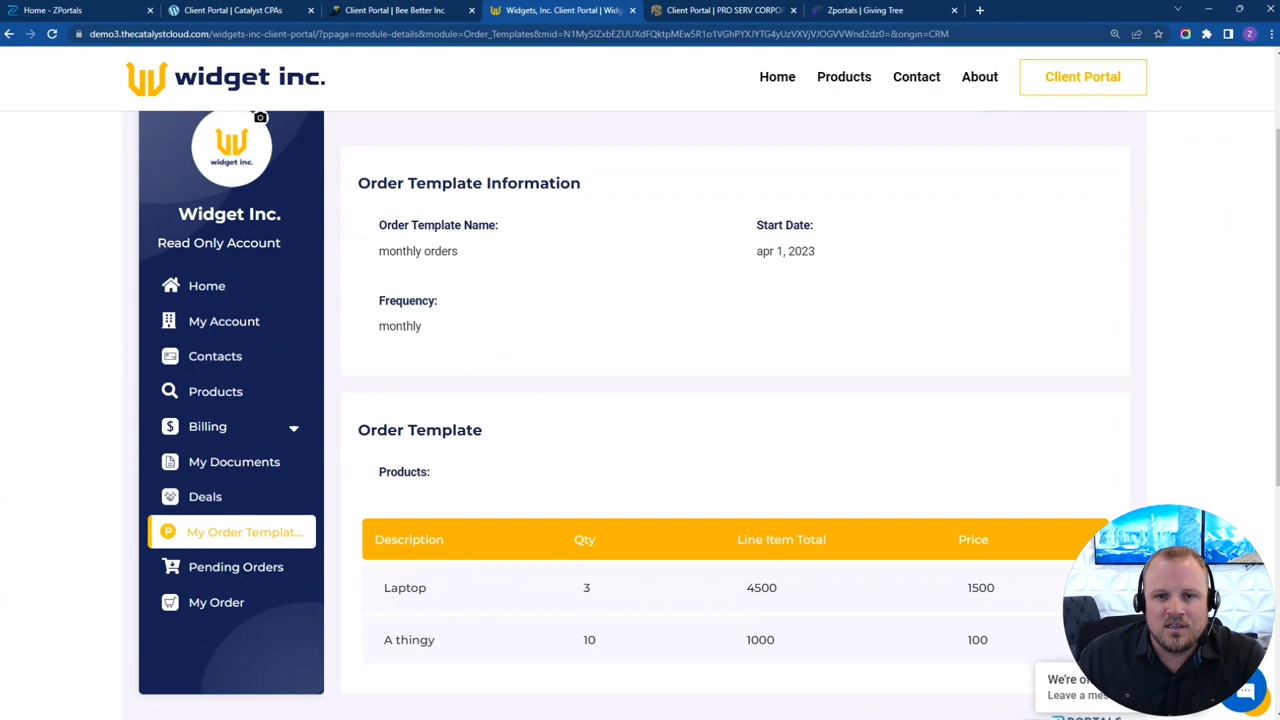 Home - ZPortals
Client Portal | Catalyst CPAs
Client Portal | Bee Better Inc
Widgets, Inc. Client Portal | Widg
Client Portal | PRO SERV CORPOR
Zportals | Giving Tree
demo3.thecatalystcloud.com/widgets-inc-client-portal/?ppage=module-details&module=Order_Templates&mid=
&origin=CRM
widget inc.
Home
Products
Contact
About
Client Portal
widget inc.
Widget Inc.
Read Only Account
Home
My Account
Contacts
Products
Billing
My Documents
Deals
My Order Templat...
Pending Orders
My Order
Order Template Information
Order Template Name:
Start Date:
monthly orders
apr 1, 2023
Frequency:
monthly
Order Template
Products:
Description Qty Line Item Total Price
Laptop 3 4500 1500
A thingy 10 1000 100
We're o
Leave a me